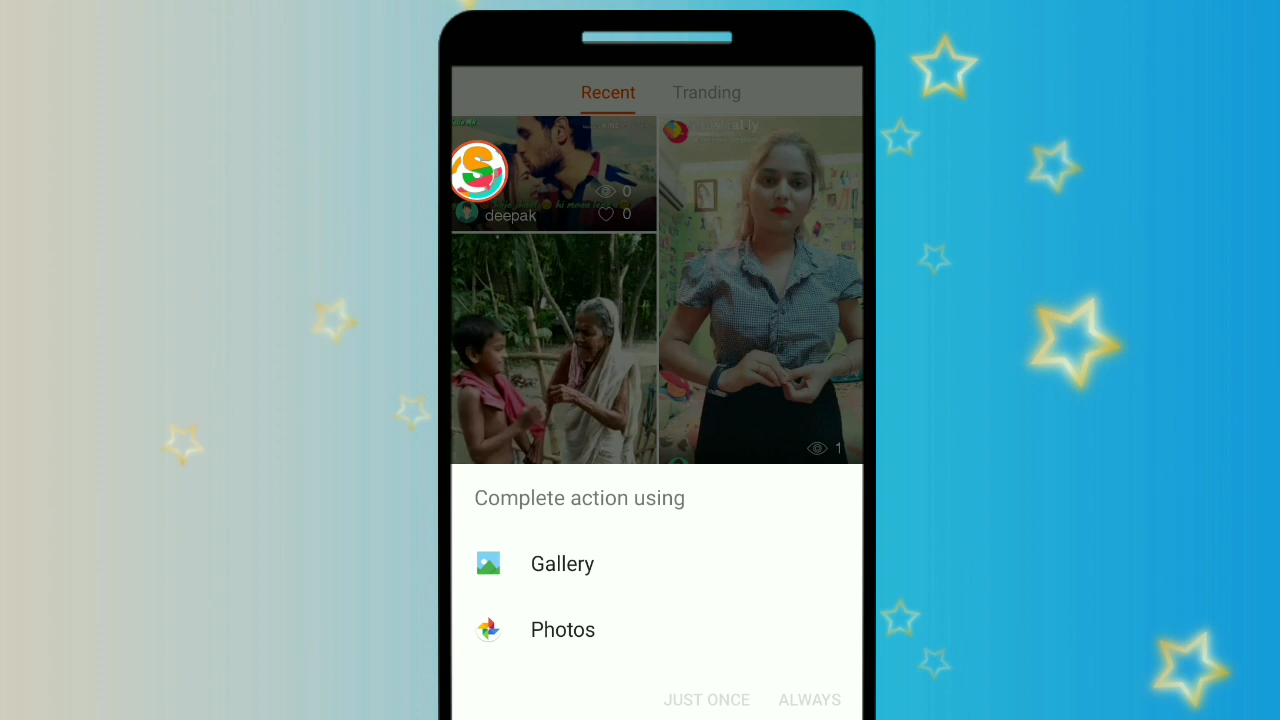 Recent
Tranding
0
deepak
0
1
Complete action using
Gallery
Photos
JUST ONCE
ALWAYS